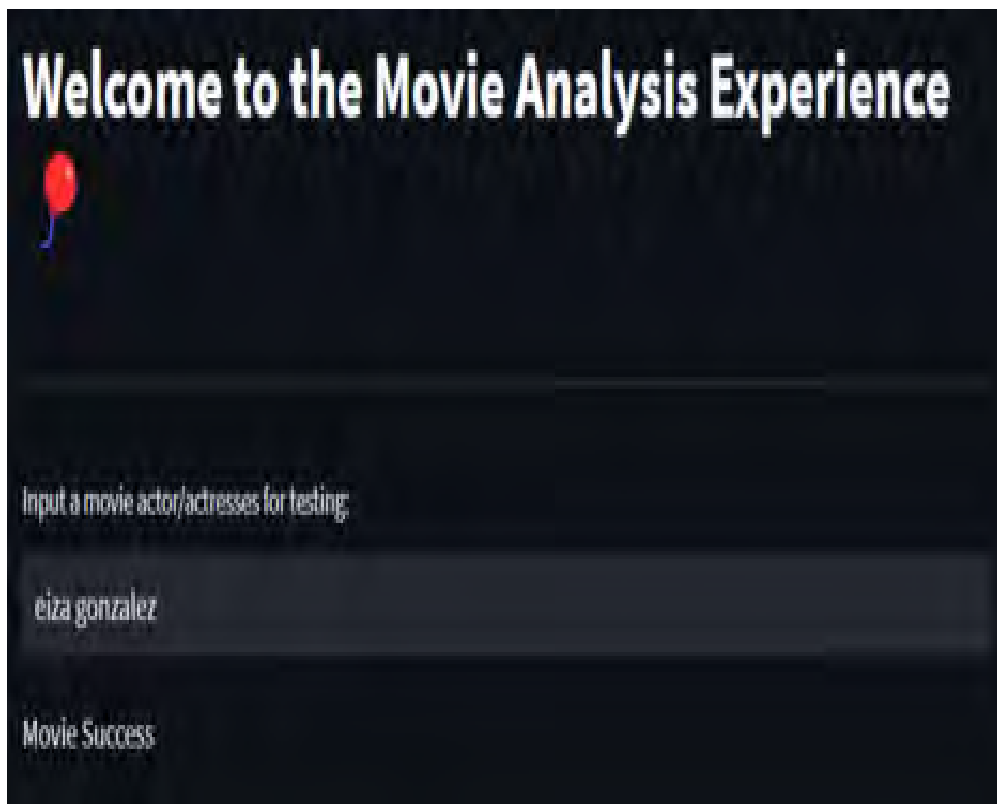 Welcome to the Movie Analysis Experience
Input a movie actor/actresses for testing:
eiza gonzalez
Movie Success